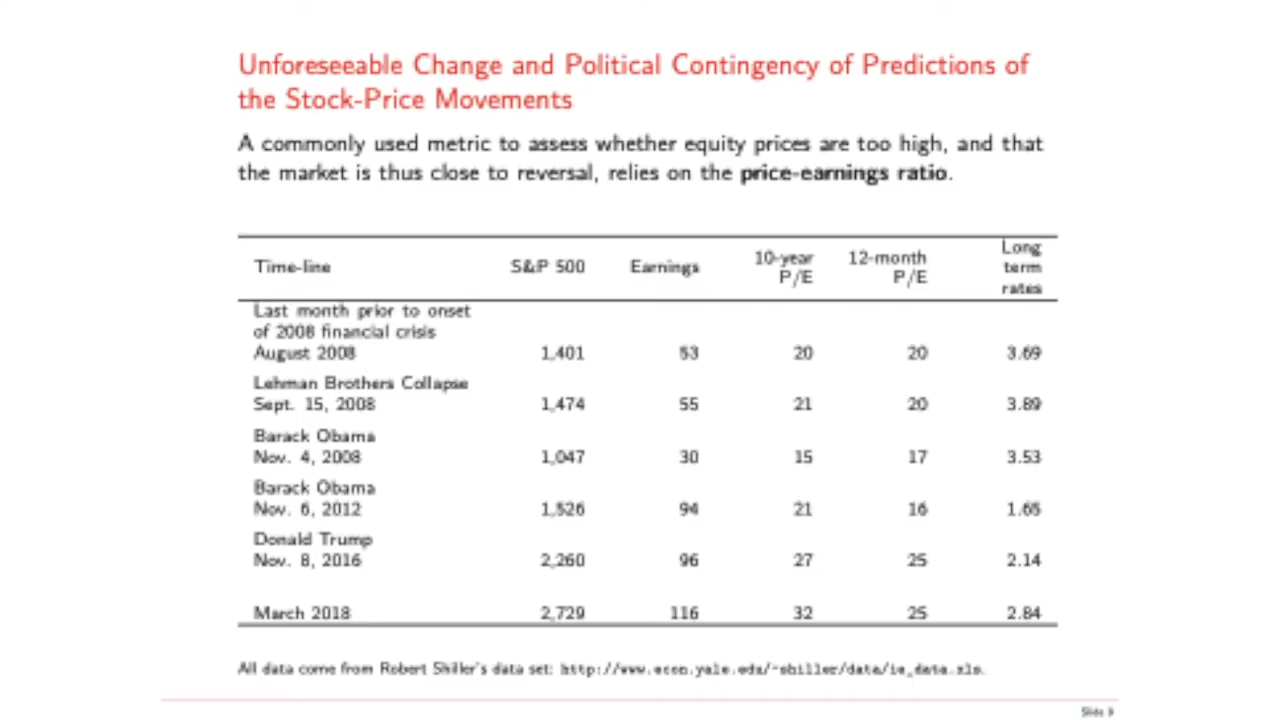 Unforeseeable Change and Political Contingency of Predictions of
the Stock-Price Movements
A commonly used metric to assess whether equity prices are too high, and that
the market is thus close to reversal, relies on the price-earnings ratio.
Time-line S&P 500 Earnings 10-year P/E 12-month P/E Long term rates
Last month prior to onset
of 2008 financial crisis
August 2008 1,401 53 20 20 3.69
Lehman Brothers Collapse
Sept. 15, 2008 1,474 55 21 20 3.89
Barack Obama
Nov. 4, 2008 1,047 30 15 17 3.53
Barack Obama
Nov. 6, 2012 1,526 94 21 16 1.65
Donald Trump
Nov. 8, 2016 2,260 96 27 25 2.14
March 2018 2,729 116 32 25 2.84
All data come from Robert Shiller's data set: http://www.econ.yale.edu/~shiller/data/ie_data.xls.
Slide 9